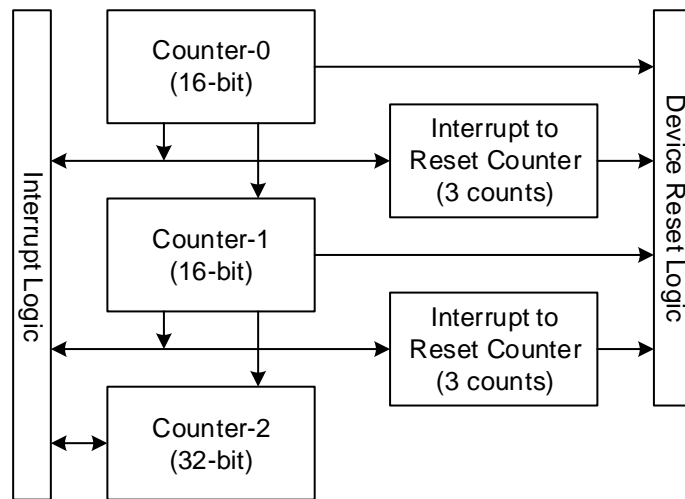 Counter-0
(16-bit)
Interrupt to
Reset Counter
(3 counts)
Counter-1
(16-bit)
Interrupt to
Reset Counter
(3 counts)
Counter-2
(32-bit)
Interrupt Logic
Device Reset Logic